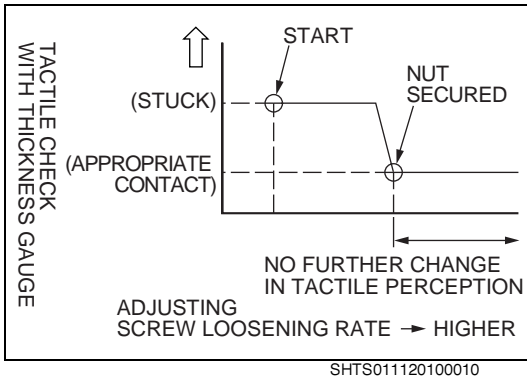 TACTILE CHECK
WITH THICKNESS GAUGE
START
(STUCK)
NUT
SECURED
(APPROPRIATE
CONTACT)
NO FURTHER CHANGE
IN TACTILE PERCEPTION
ADJUSTING
SCREW LOOSENING RATE → HIGHER
SHTS011120100010